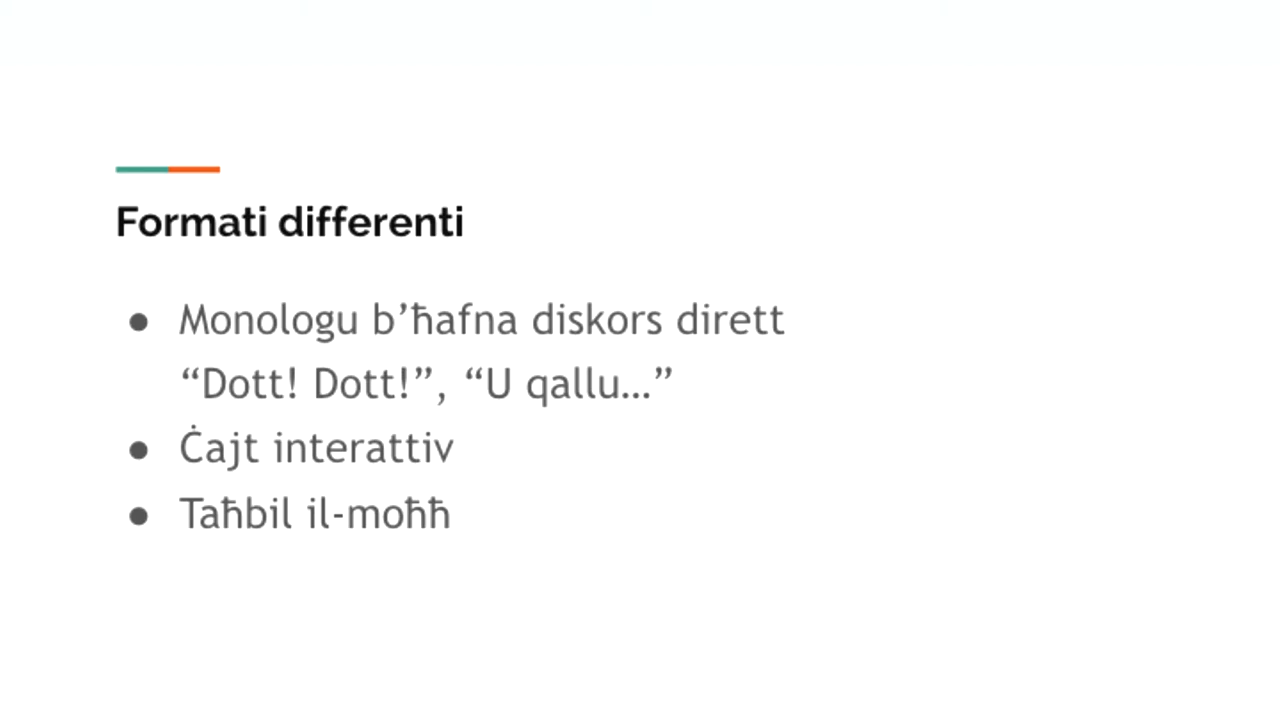 Formati differenti
● Monologu b’ħafna diskors dirett
“Dott! Dott!”, “U qallu…”
● Ċajt interattiv
● Taħbil il-moħħ